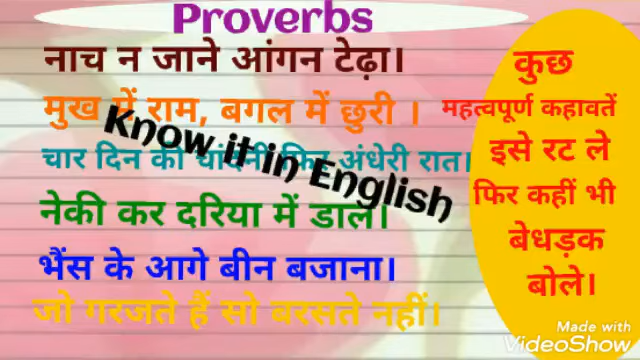 Proverbs
नाच न जाने आंगन टेढ़ा।
मुख में राम, बगल में छुरी ।
चार दिन की चांदनी फिर अंधेरी रात।
नेकी कर दरिया में डाल।
भैंस के आगे बीन बजाना।
जो गरजते हैं सो बरसते नहीं।
Know it in English
कुछ
महत्वपूर्ण कहावतें
इसे रट ले
फिर कहीं भी
बेधड़क
बोले।
Made with
VideoShow